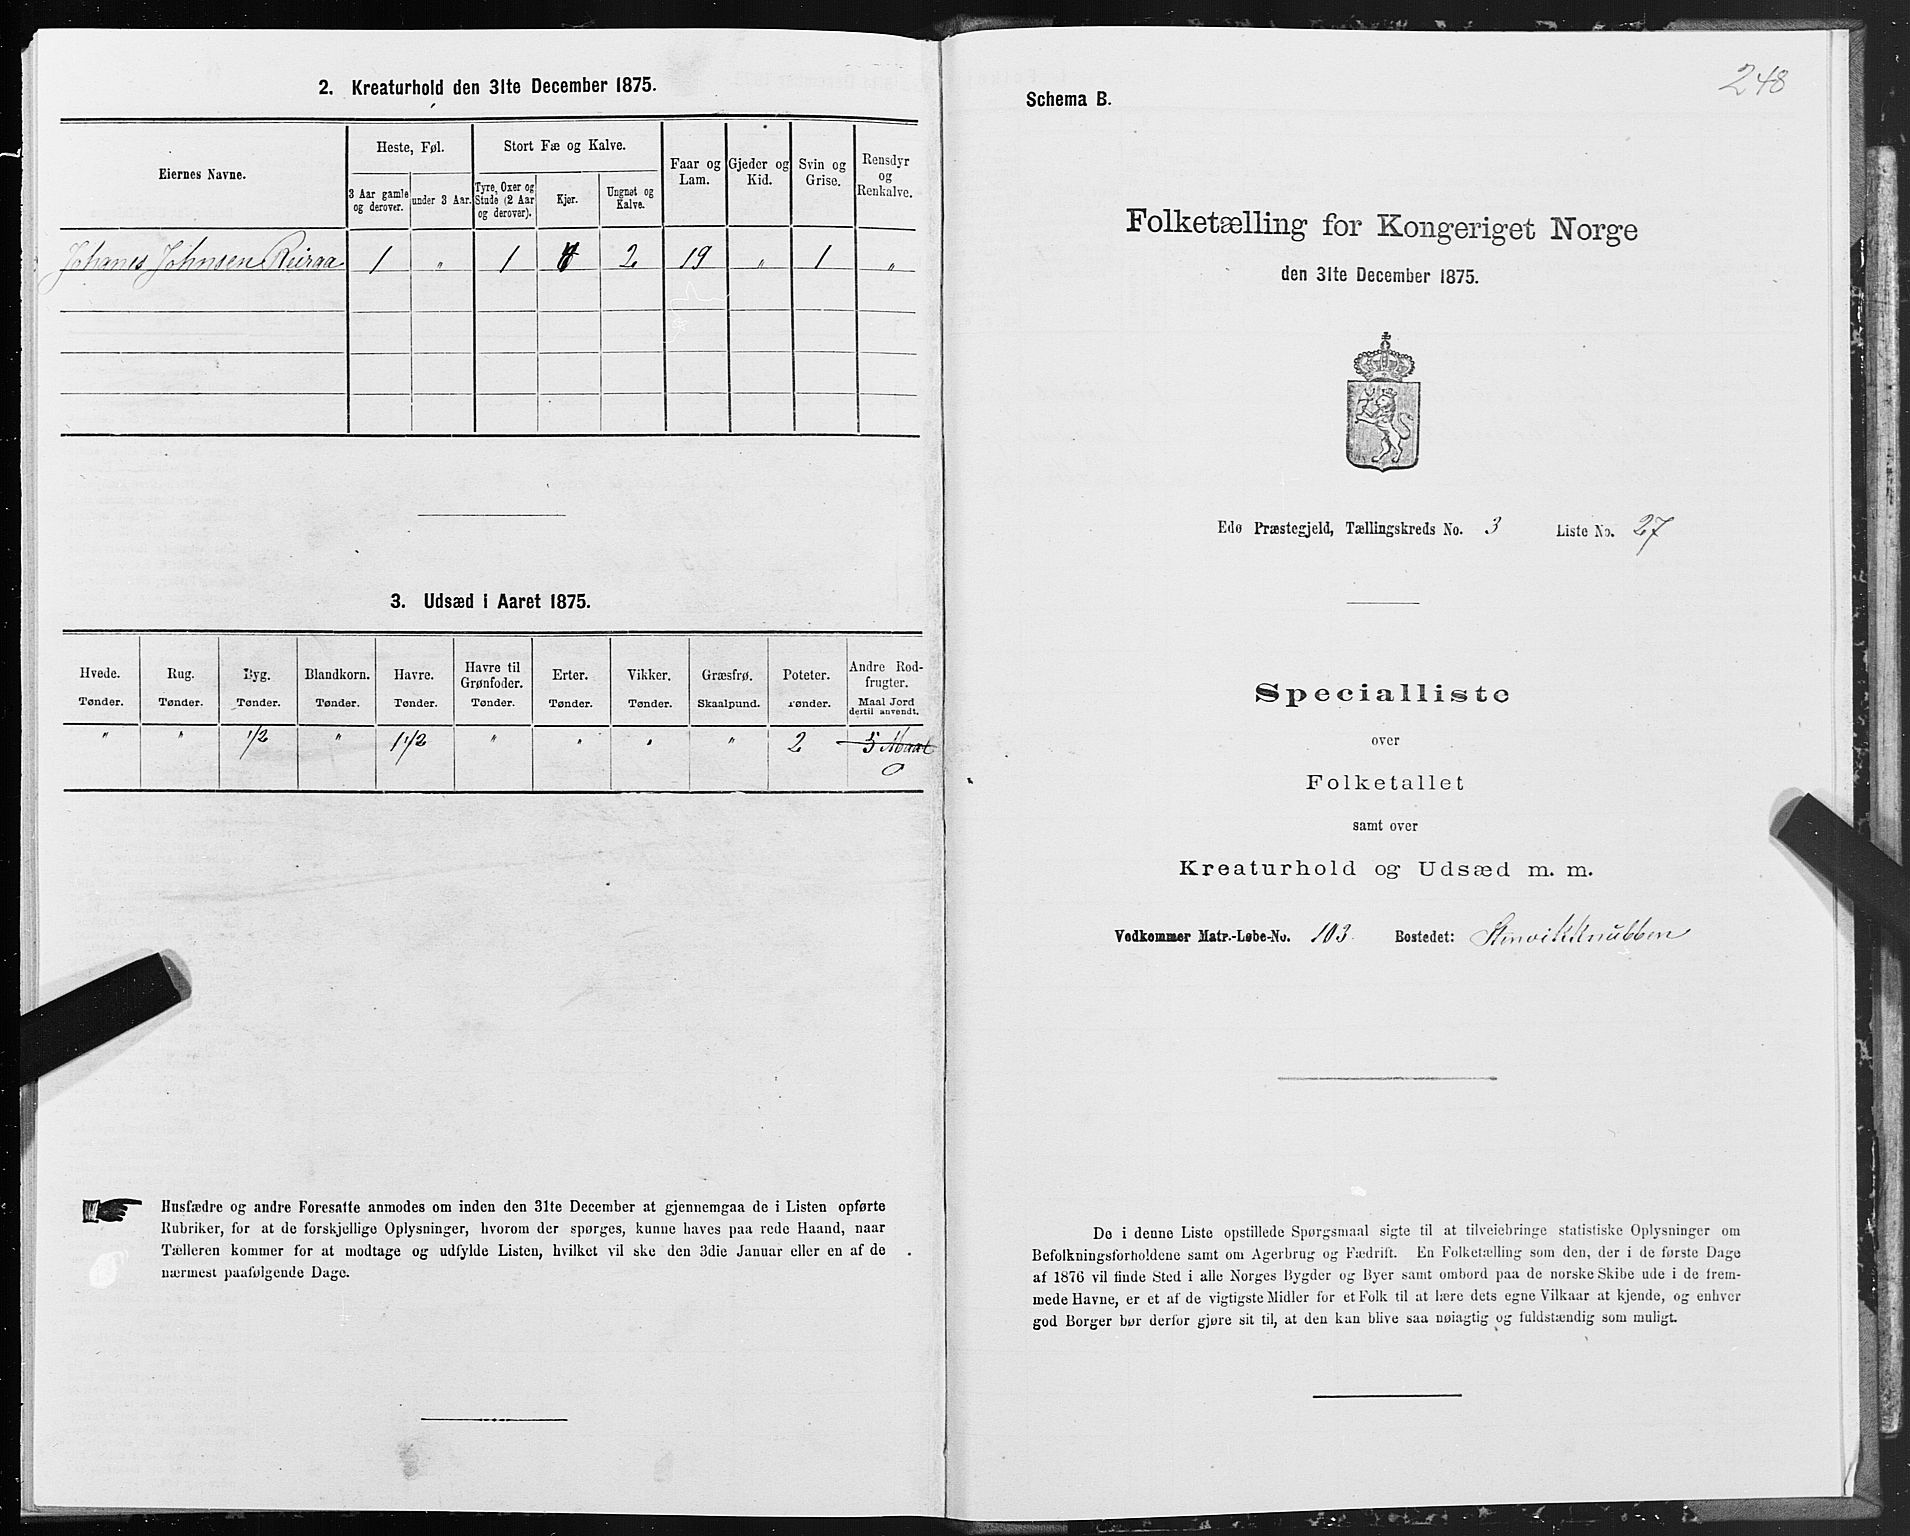 2. Kreaturhold den 31te December 1875.
Eiernes Navne.
Heste, Føl.
Stort Fæ og Kalve.
Faar og Lam.
Gjeder og Kid.
Svin og Grise.
Rensdyr og Renkalve.
3 Aar gamle og derover.
under 3 Aar.
Tyre, Oxer og Stude (2 Aar og derover).
Kjør.
Ungnøt og Kalve.
Johanes Johnsen 1 " 1 2 19 " 1 "
3. Udsæd i Aaret 1875.
Hvede. Rug. Byg. Blandkorn. Havre. Havre til Grønfoder. Erter. Vikker. Græsfrø. Poteter. Andre Rodfrugter.
Tønder. Tønder. Tønder. Tønder. Tønder. Tønder. Tønder. Tønder. Skaalpund. Tønder. Maal Jord dertil anvendt.
" " 1/2 " 1 1/2 " " " " 2 5 Maal
0
Husfædre og andre Foresatte anmodes om inden den 31te December at gjennemgaa de i Listen opførte
Rubriker, for at de forskjellige Oplysninger, hvorom der spørges, kunne haves paa rede Haand, naar
Tælleren kommer for at modtage og udfylde Listen, hvilket vil ske den 3die Januar eller en af de
nærmest paafølgende Dage.
248
Schema B.
Folketælling for Kongeriget Norge
den 31te December 1875.
Edø Præstegjeld, Tællingskreds No. 3 Liste No. 27
Specialliste
over
Folketallet
samt over
Kreaturhold og Udsæd m. m.
Vedkommer Matr.-Løbe-No. 103. Bostedet: Stenvikknubben
De i denne Liste opstillede Spørgsmaal sigte til at tilveiebringe statistiske Oplysninger om
Befolkningsforholdene samt om Agerbrug og Fædrift. En Folketælling som den, der i de første Dage
af 1876 vil finde Sted i alle Norges Bygder og Byer samt ombord paa de norske Skibe ude i de frem-
mede Havne, er et af de vigtigste Midler for et Folk til at lære dets egne Vilkaar at kjende, og enhver
god Borger bør derfor gjøre sit til, at den kan blive saa nøiagtig og fuldstændig som muligt.